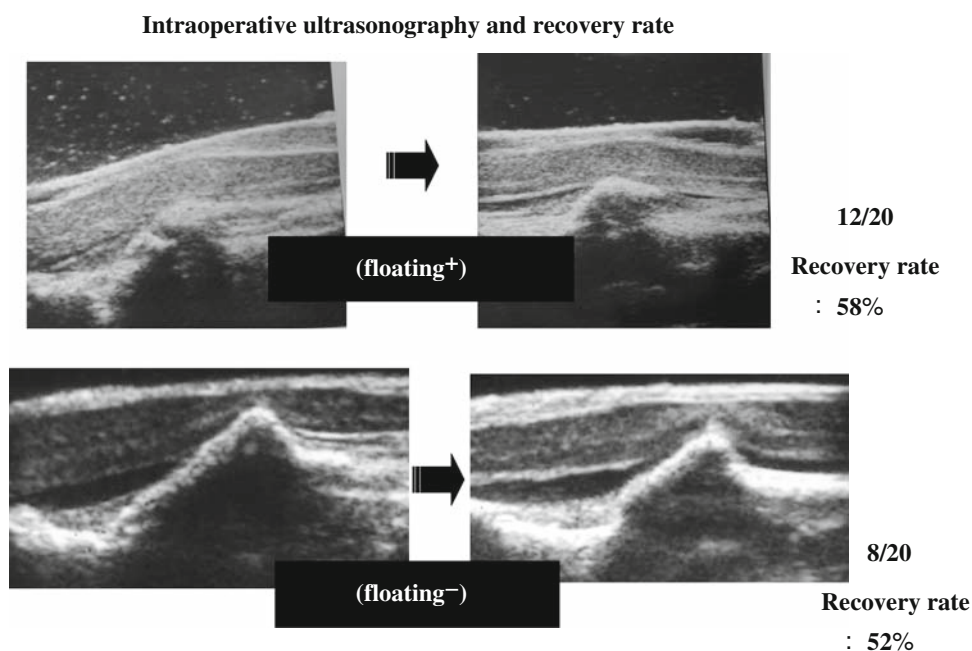 Intraoperative ultrasonography and recovery rate
12/20
(floating+)
Recovery rate
: 58%
8/20
(floating−)
Recovery rate
: 52%